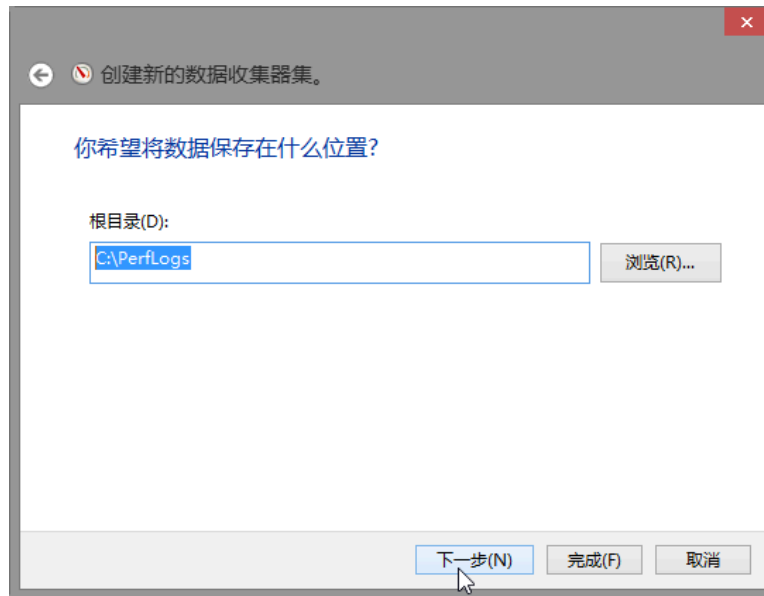 创建新的数据收集器集。
你希望将数据保存在什么位置?
根目录(D):
C:\PerfLogs
浏览(R)...
下一步(N)
完成(F)
取消